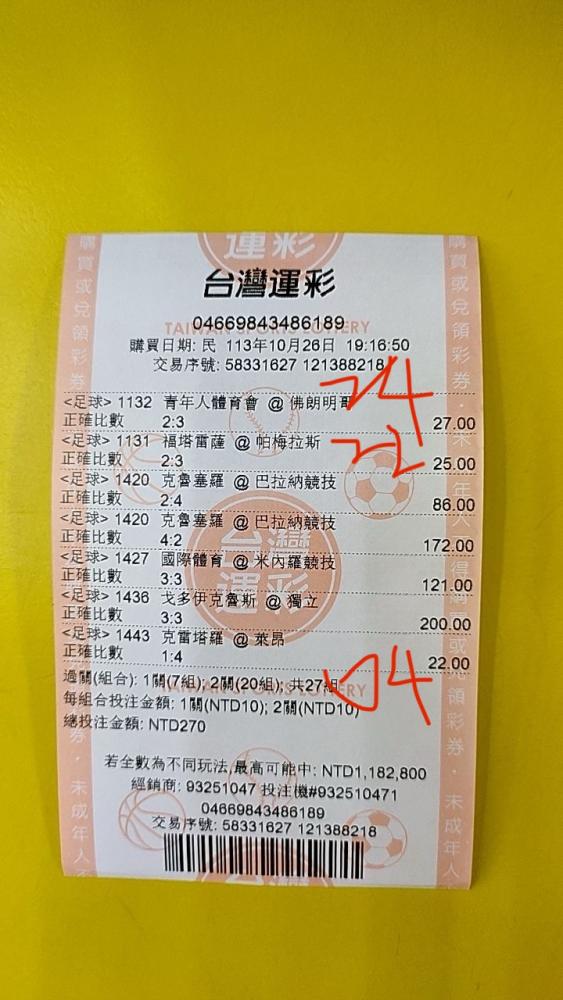 運彩
台灣運彩
TAIWAN SPORTS LOTTERY
04669843486189
購買日期: 民 113年10月26日 19:16:50
交易序號: 58331627 121388218
24
<足球> 1132 青年人體育會 @ 佛朗明哥
正確比數 2:3 27.00
22
<足球> 1131 福塔雷薩 @ 帕梅拉斯
正確比數 2:3 25.00
<足球> 1420 克魯塞羅 @ 巴拉納競技
正確比數 2:4 86.00
<足球> 1420 克魯塞羅 @ 巴拉納競技
正確比數 4:2 172.00
<足球> 1427 國際體育 @ 米內羅競技
正確比數 3:3 121.00
<足球> 1436 戈多伊克魯斯 @ 獨立
正確比數 3:3 200.00
<足球> 1443 克雷塔羅 @ 萊昂
正確比數 1:4 22.00
04
過關(組合): 1關(7組); 2關(20組); 共27組
每組合投注金額: 1關(NTD10); 2關(NTD10)
總投注金額: NTD270
若全數為不同玩法,最高可能中: NTD1,182,800
經銷商: 93251047 投注機#932510471
04669843486189
交易序號: 58331627 121388218
台灣運彩
購買或兌領彩券
未成年人